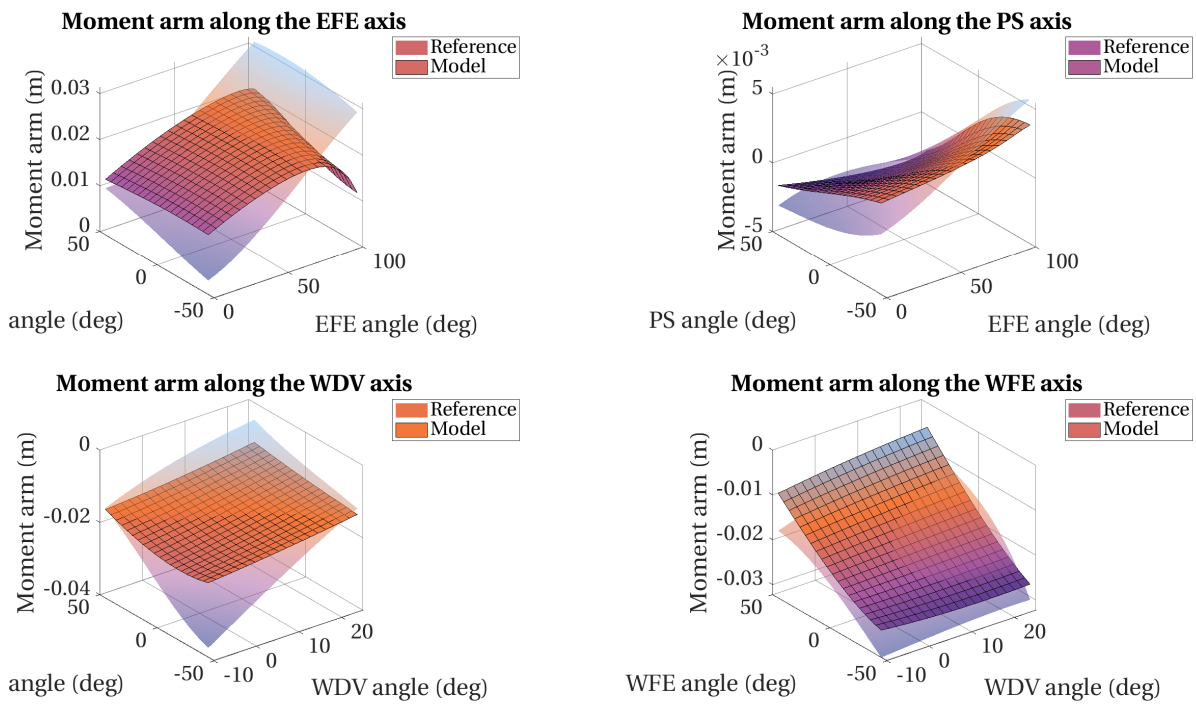 Moment arm along the EFE axis
Reference
Model
Moment arm (m)
0.03
0.02
0.01
0
50
0
-50
angle (deg)
0
50
100
EFE angle (deg)
Moment arm along the PS axis
Reference
Model
×10-3
Moment arm (m)
5
0
-5
50
0
-50
PS angle (deg)
0
50
100
EFE angle (deg)
Moment arm along the WDV axis
Reference
Model
Moment arm (m)
0
-0.02
-0.04
50
0
-50
angle (deg)
-10
0
10
20
WDV angle (deg)
Moment arm along the WFE axis
Reference
Model
Moment arm (m)
0
-0.01
-0.02
-0.03
50
0
-50
WFE angle (deg)
-10
0
10
20
WDV angle (deg)